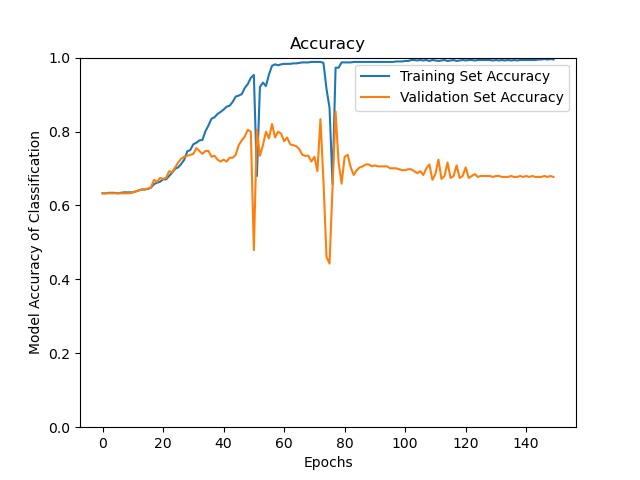 Accuracy
1.0
0.8
0.6
0.4
0.2
0.0
Model Accuracy of Classification
Training Set Accuracy
Validation Set Accuracy
0 20 40 60 80 100 120 140
Epochs